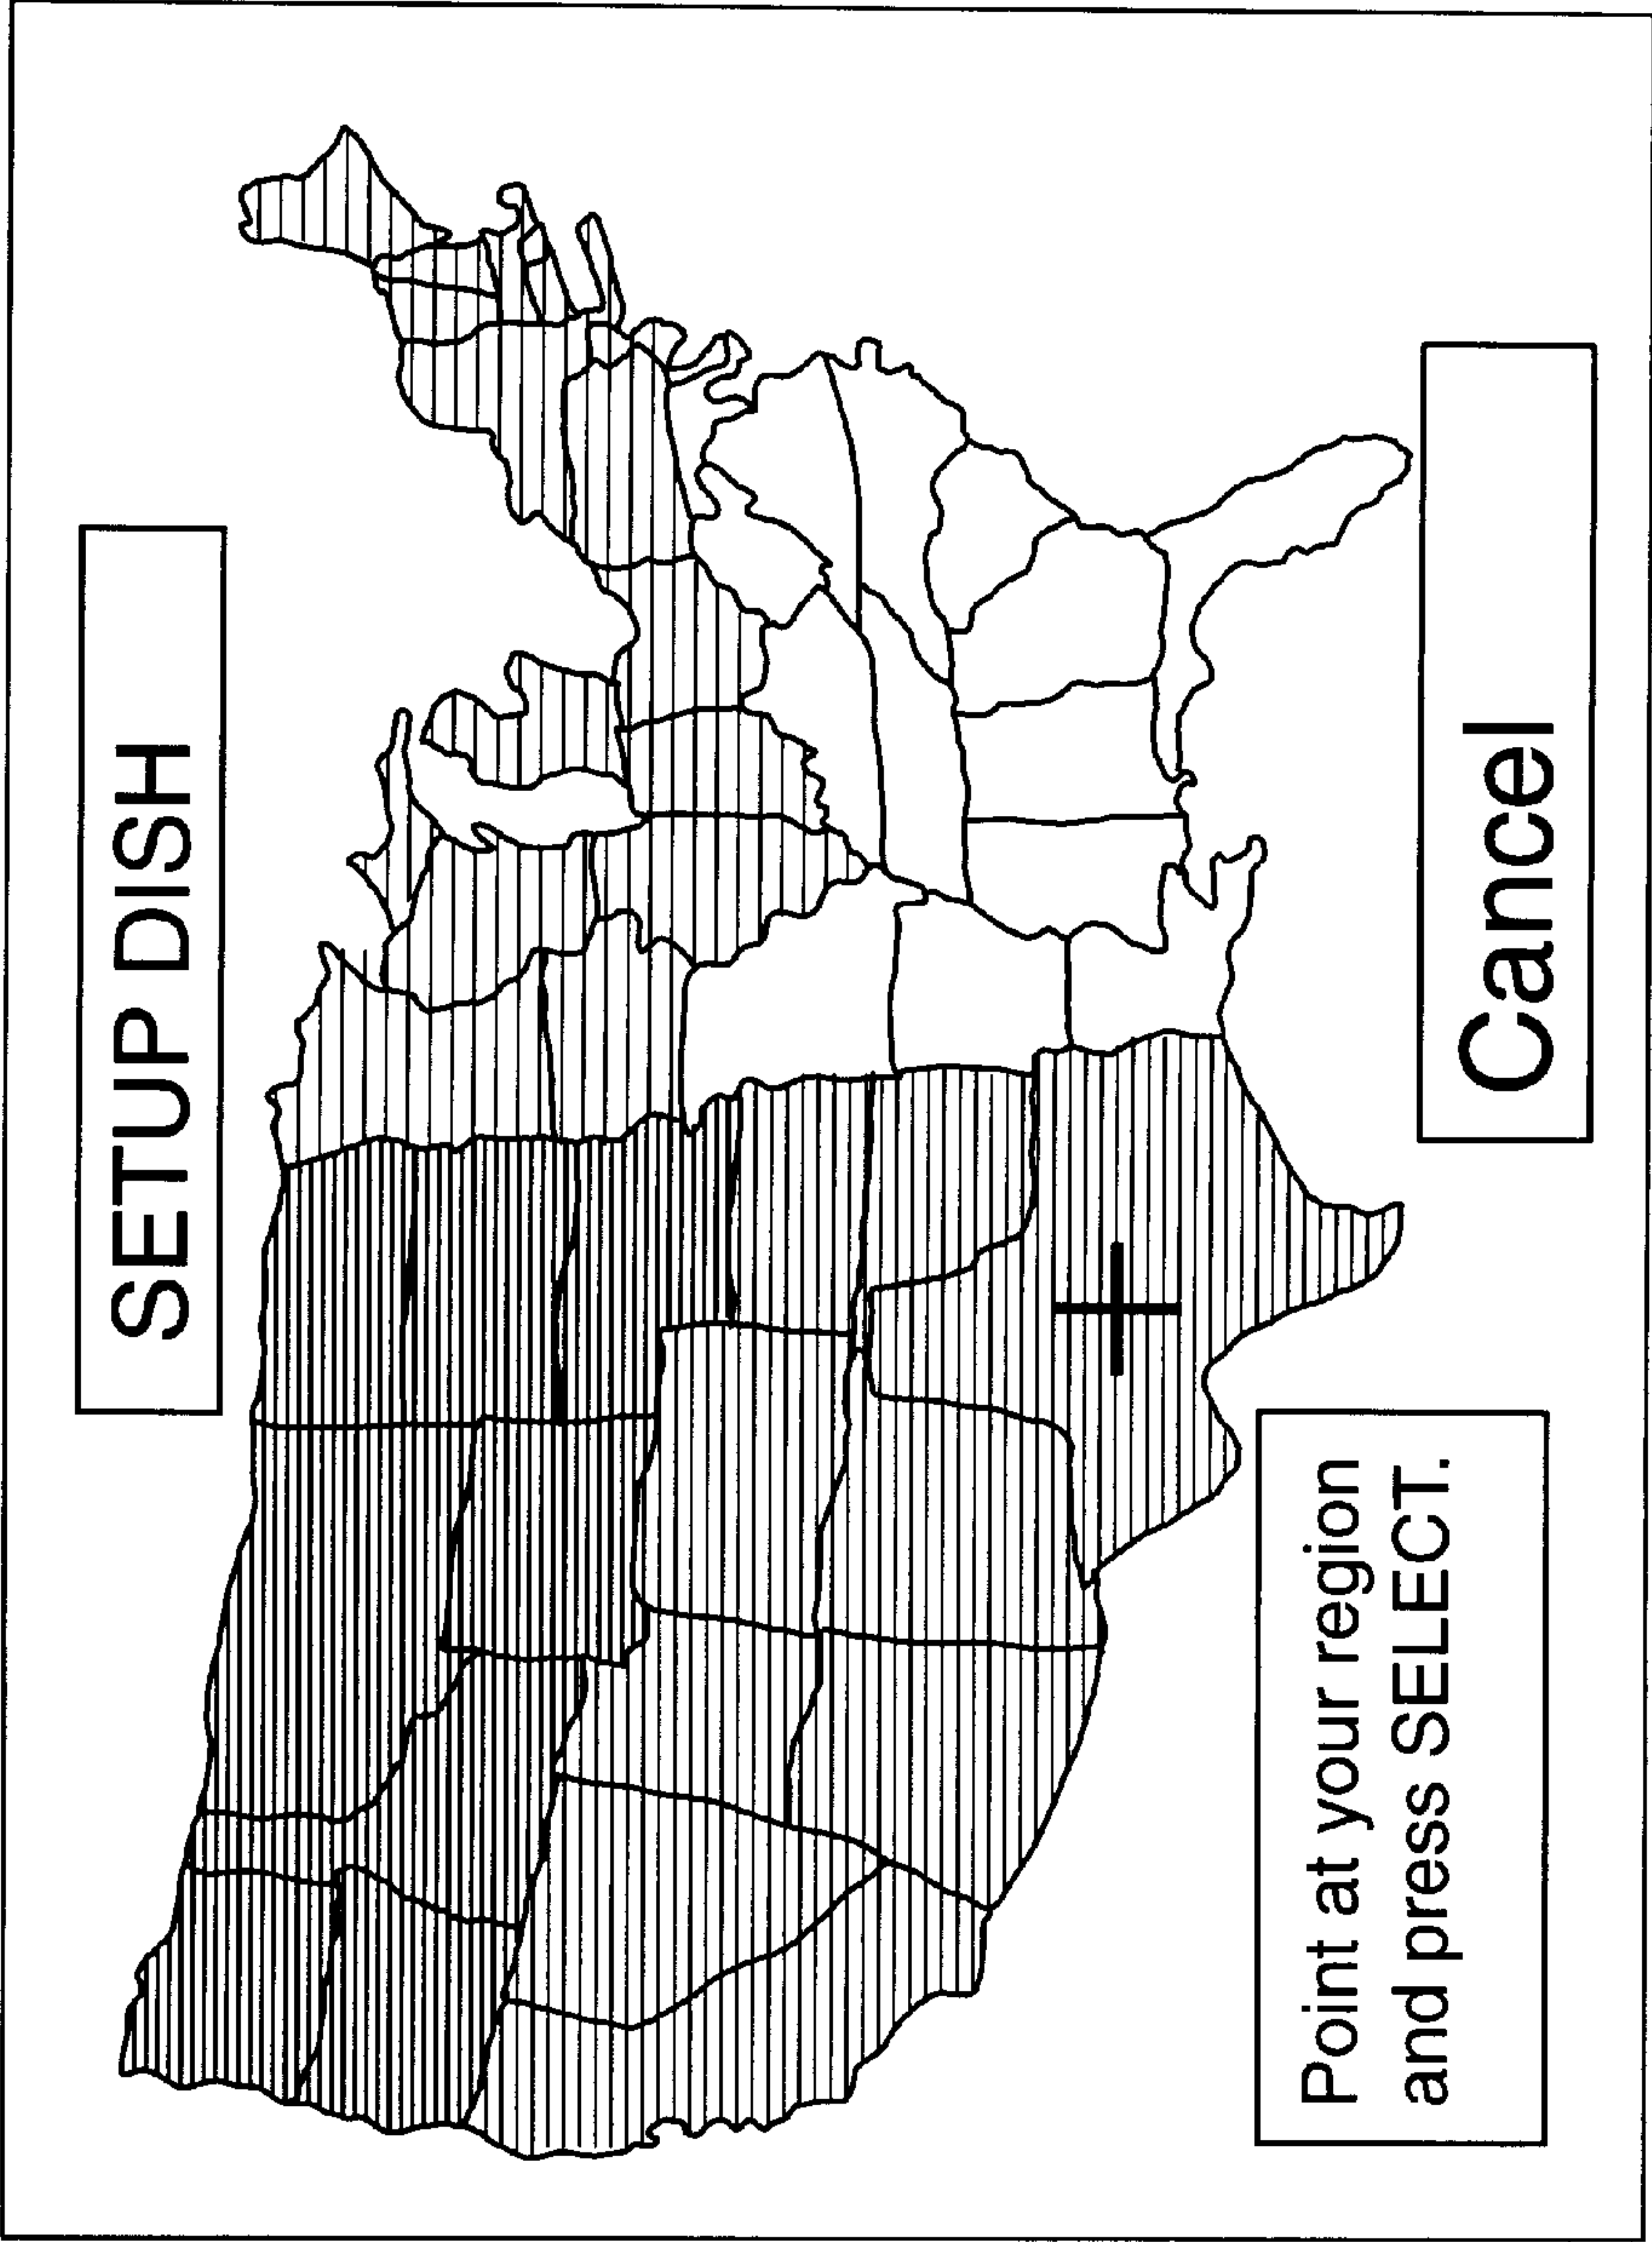 SETUP DISH
Point at your region
and press SELECT.
Cancel